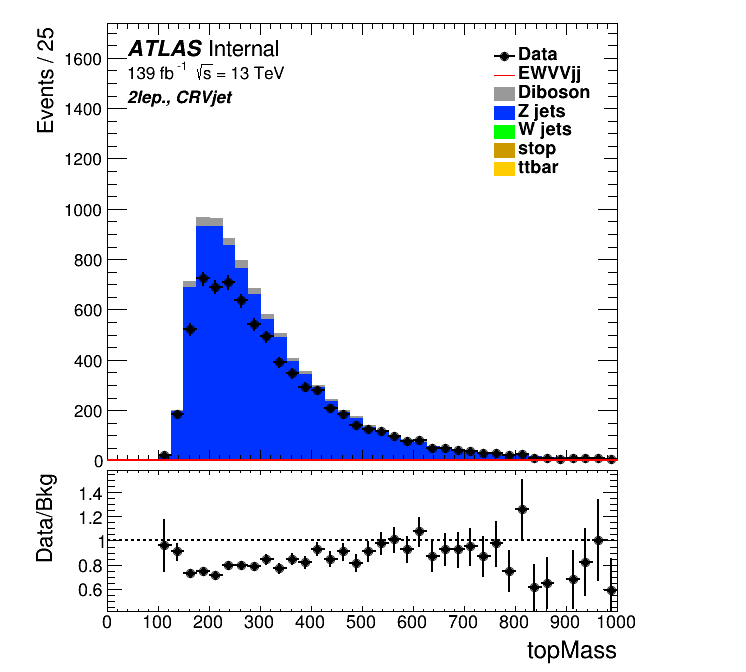 Events / 25
1600
1400
1200
1000
800
600
400
200
0
ATLAS Internal
139 fb⁻¹ √s = 13 TeV
2lep., CRVjet
Data
EWVVjj
Diboson
Z jets
W jets
stop
ttbar
Data/Bkg
1.4
1.2
1
0.8
0.6
0 100 200 300 400 500 600 700 800 900 1000
topMass